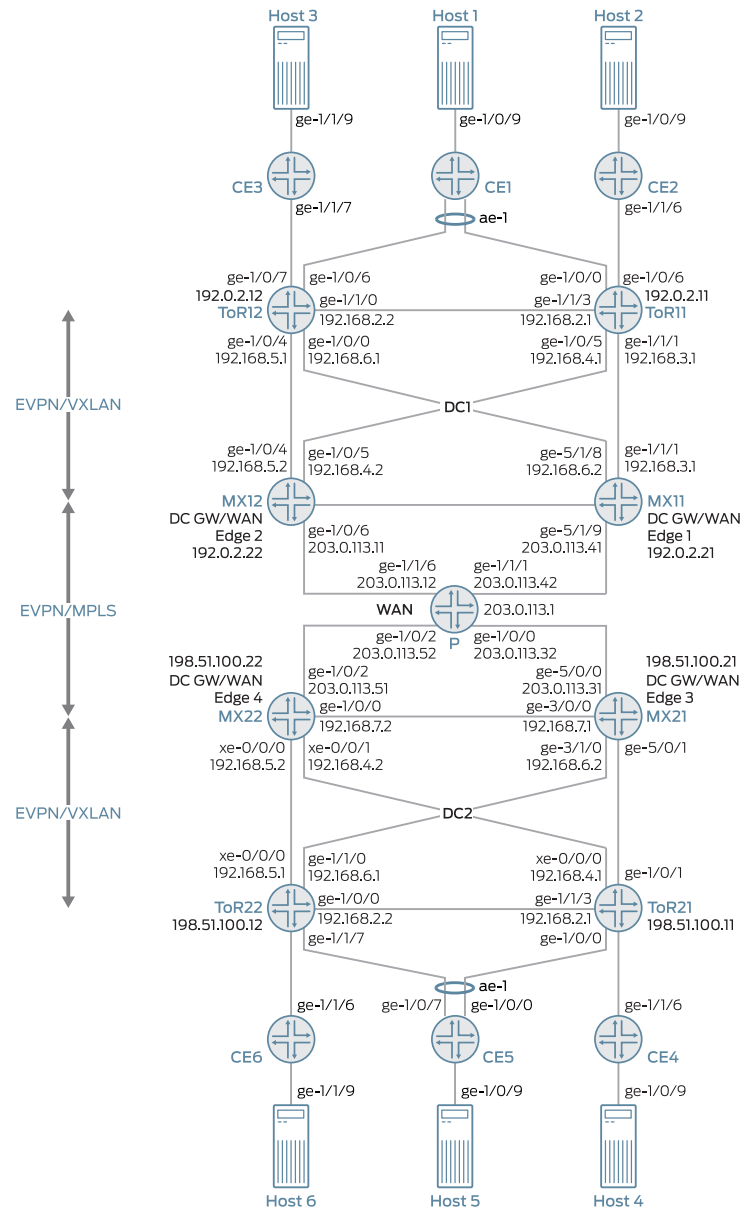 Host 3
Host 1
Host 2
ge-1/1/9
ge-1/0/9
ge-1/0/9
CE3
CE1
CE2
ge-1/1/7
ae-1
ge-1/1/6
ge-1/0/7
ge-1/0/6
ge-1/0/0
ge-1/0/6
192.0.2.12
192.0.2.11
ToR12
ge-1/1/0
ge-1/1/3
ToR11
192.168.2.2
192.168.2.1
ge-1/0/4
ge-1/0/0
ge-1/0/5
ge-1/1/1
192.168.5.1
192.168.6.1
192.168.4.1
192.168.3.1
EVPN/VXLAN
DC1
ge-1/0/4
ge-1/0/5
ge-5/1/8
ge-1/1/1
192.168.5.2
192.168.4.2
192.168.6.2
192.168.3.1
MX12
MX11
DC GW/WAN
Edge 2
192.0.2.22
DC GW/WAN
Edge 1
192.0.2.21
ge-1/0/6
203.0.113.11
ge-5/1/9
203.0.113.41
ge-1/1/6
203.0.113.12
ge-1/1/1
203.0.113.42
EVPN/MPLS
WAN
203.0.113.1
P
ge-1/0/2
203.0.113.52
ge-1/0/0
203.0.113.32
198.51.100.22
DC GW/WAN
Edge 4
MX22
ge-1/0/2
203.0.113.51
ge-1/0/0
192.168.7.2
ge-5/0/0
203.0.113.31
ge-3/0/0
192.168.7.1
198.51.100.21
DC GW/WAN
Edge 3
MX21
xe-0/0/0
192.168.5.2
xe-0/0/1
192.168.4.2
ge-3/1/0
192.168.6.2
ge-5/0/1
EVPN/VXLAN
DC2
xe-0/0/0
192.168.5.1
ge-1/1/0
192.168.6.1
xe-0/0/0
192.168.4.1
ge-1/0/1
ToR22
198.51.100.12
ge-1/0/0
192.168.2.2
ge-1/1/3
192.168.2.1
ToR21
198.51.100.11
ge-1/1/7
ge-1/0/0
ae-1
ge-1/1/6
ge-1/0/7
ge-1/0/0
ge-1/1/6
CE6
CE5
CE4
ge-1/1/9
ge-1/0/9
ge-1/0/9
Host 6
Host 5
Host 4